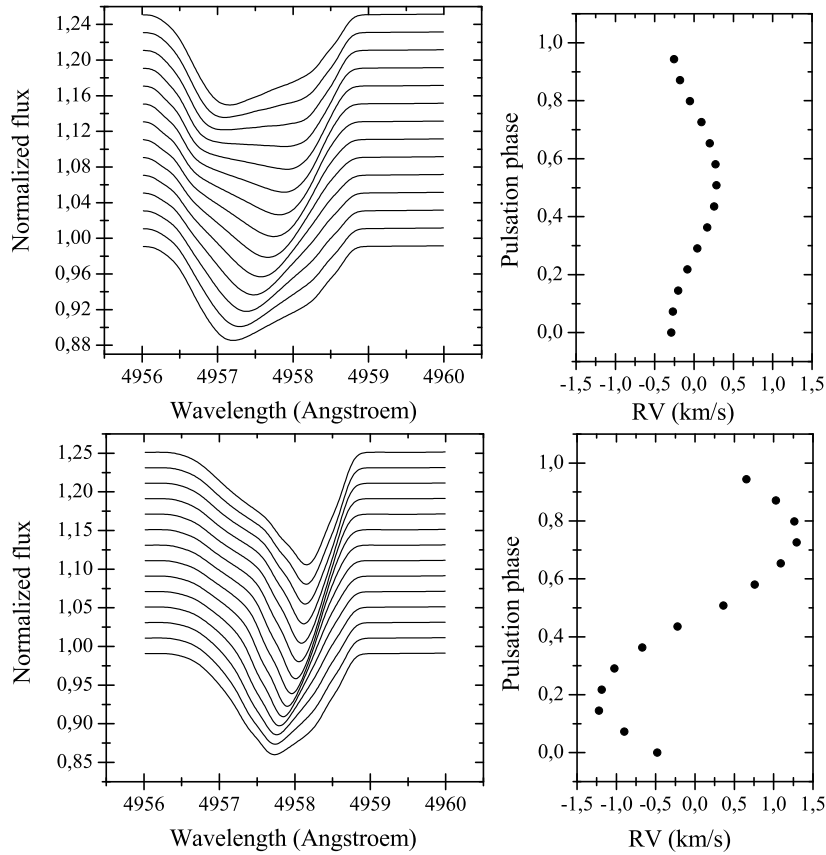 1,24
1,20
1,16
1,12
1,08
1,04
1,00
0,96
0,92
0,88
Normalized flux
4956 4957 4958 4959 4960
Wavelength (Angstroem)
1,0
0,8
0,6
0,4
0,2
0,0
Pulsation phase
-1,5 -1,0 -0,5 0,0 0,5 1,0 1,5
RV (km/s)
1,25
1,20
1,15
1,10
1,05
1,00
0,95
0,90
0,85
Normalized flux
4956 4957 4958 4959 4960
Wavelength (Angstroem)
1,0
0,8
0,6
0,4
0,2
0,0
Pulsation phase
-1,5 -1,0 -0,5 0,0 0,5 1,0 1,5
RV (km/s)